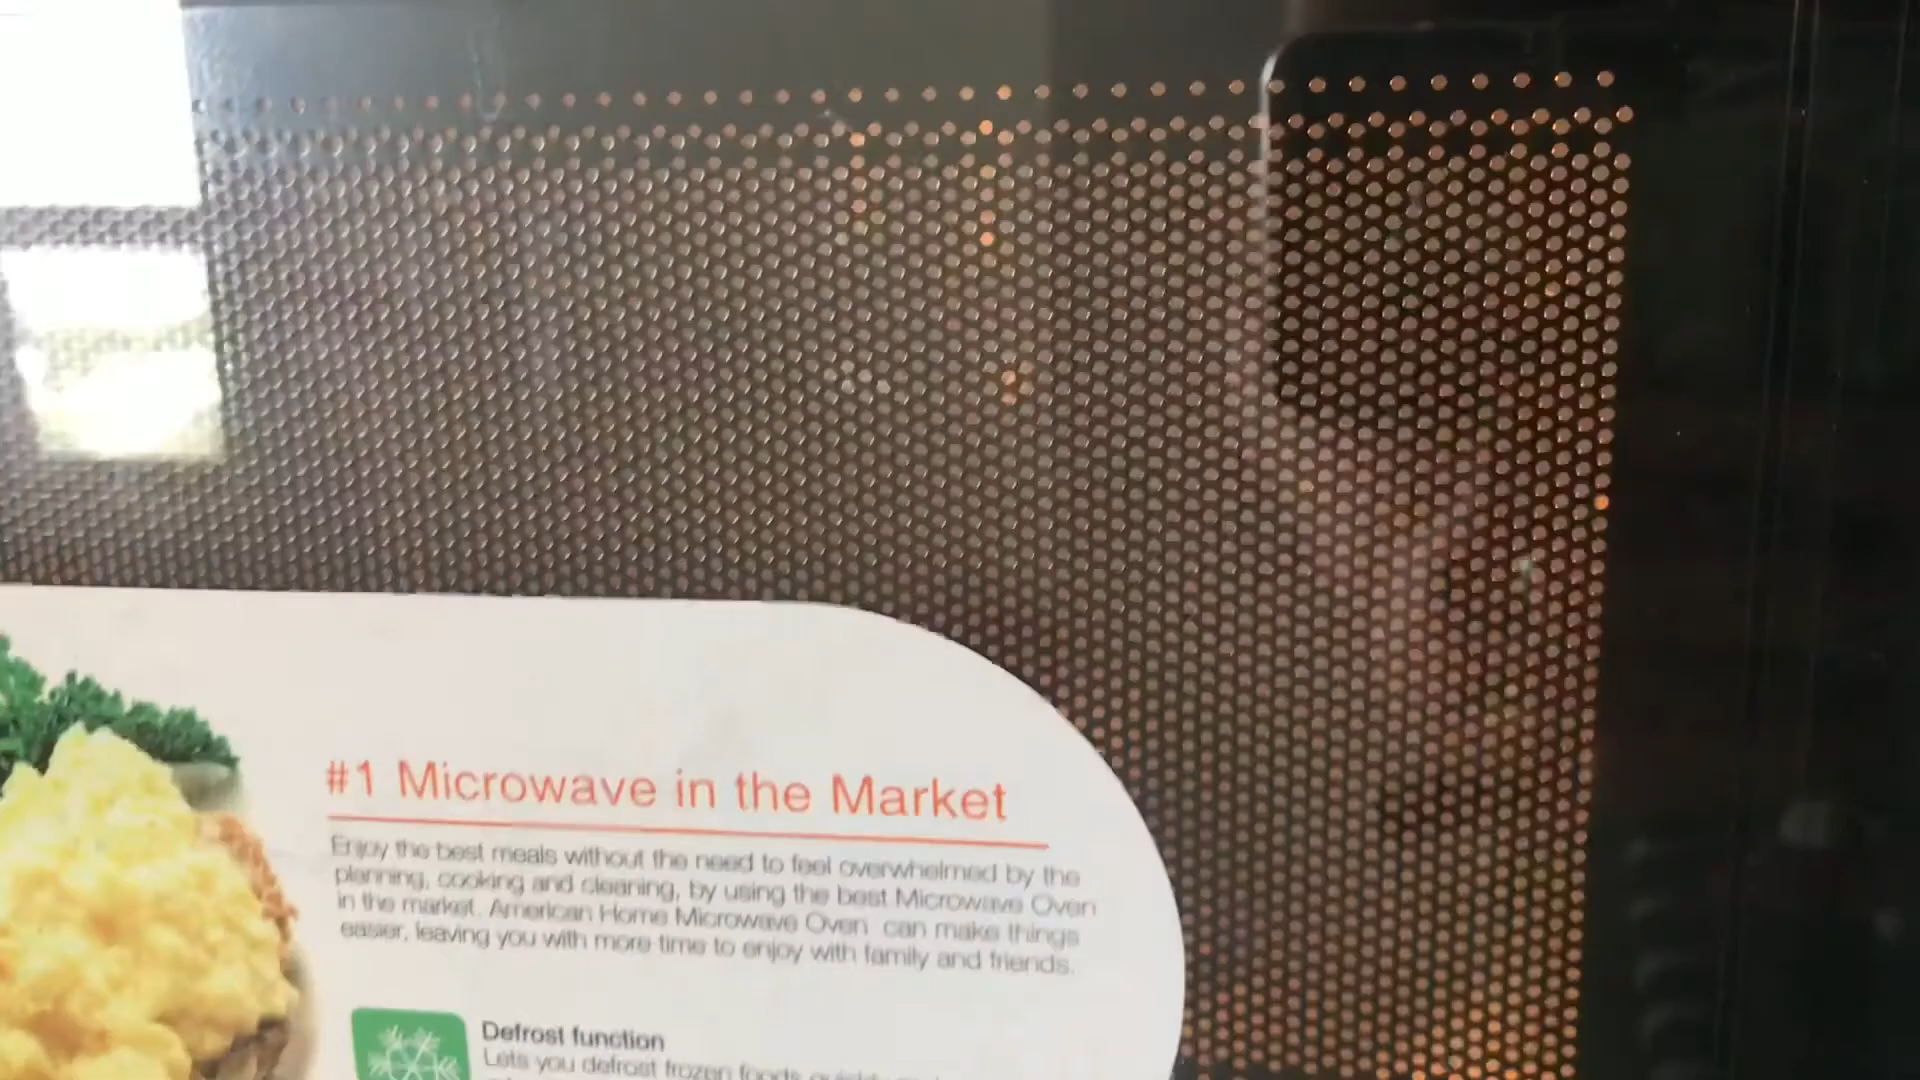 #1 Microwave in the Market
Enjoy the best meals without the need to feel overwhelmed by the
planning, cooking and cleaning, by using the best Microwave Oven
in the market. American Home Microwave Oven can make things
easier, leaving you with more time to enjoy with family and friends.
Defrost function
Lets you defrost frozen foods quickly